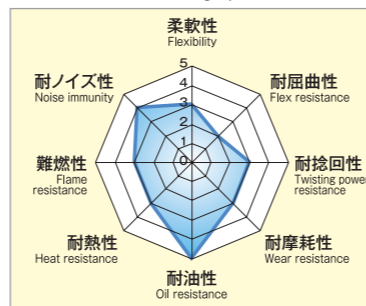 柔軟性
Flexibility
耐ノイズ性
Noise immunity
耐屈曲性
Flex resistance
5
4
3
2
1
0
難燃性
Flame
resistance
耐捻回性
Twisting power
resistance
耐熱性
Heat resistance
耐摩耗性
Wear resistance
耐油性
Oil resistance